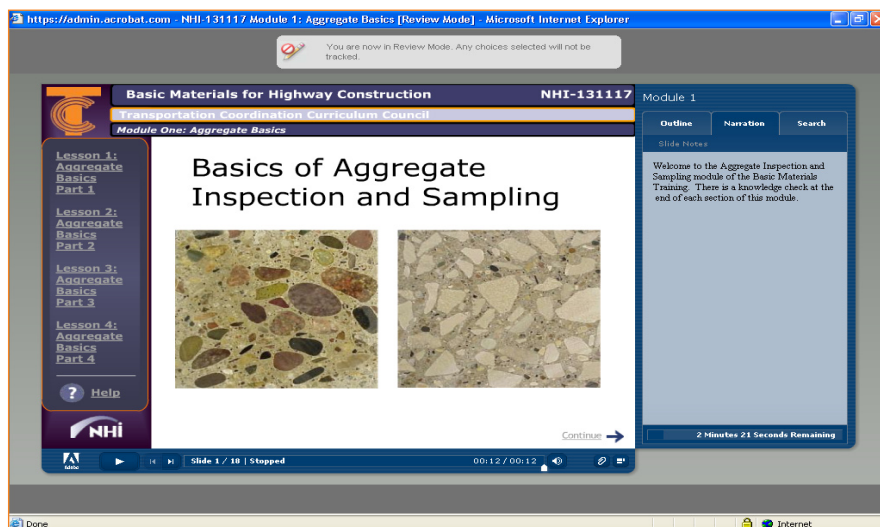 https://admin.acrobat.com - NHI-131117 Module 1: Aggregate Basics [Review Mode] - Microsoft Internet Explorer
You are now in Review Mode. Any choices selected will not be
tracked.
Basic Materials for Highway Construction NHI-131117
Transportation Coordination Curriculum Council
Module One: Aggregate Basics
Lesson 1:
Aggregate
Basics
Part 1
Lesson 2:
Aggregate
Basics
Part 2
Lesson 3:
Aggregate
Basics
Part 3
Lesson 4:
Aggregate
Basics
Part 4
? Help
NHI
Basics of Aggregate
Inspection and Sampling
Continue
Module 1
Outline Narration Search
Slide Notes
Welcome to the Aggregate Inspection and
Sampling module of the Basic Materials
Training. There is a knowledge check at the
end of each section of this module.
2 Minutes 21 Seconds Remaining
Adobe
Slide 1 / 18 | Stopped
00:12 / 00:12
Done
Internet